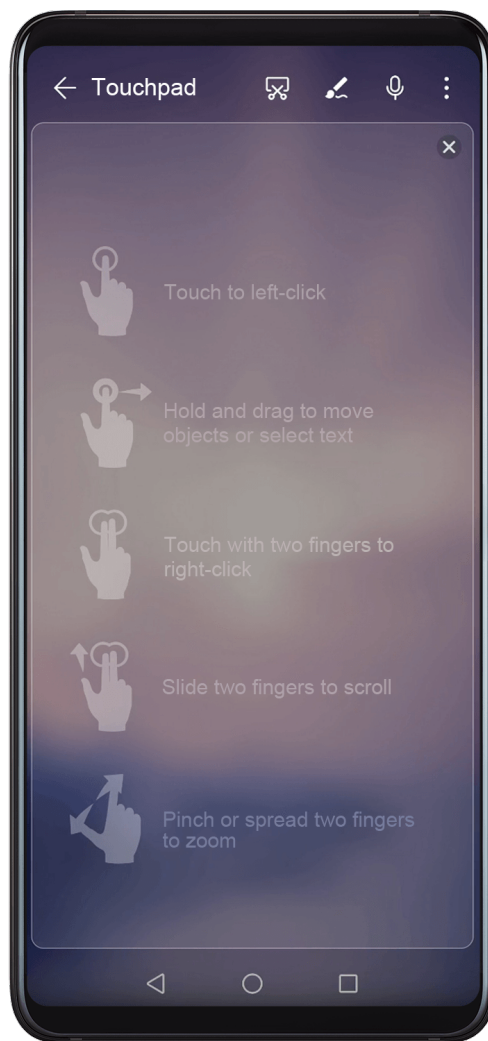 Touchpad
Touch to left-click
Hold and drag to move
objects or select text
Touch with two fingers to
right-click
Slide two fingers to scroll
Pinch or spread two fingers
to zoom